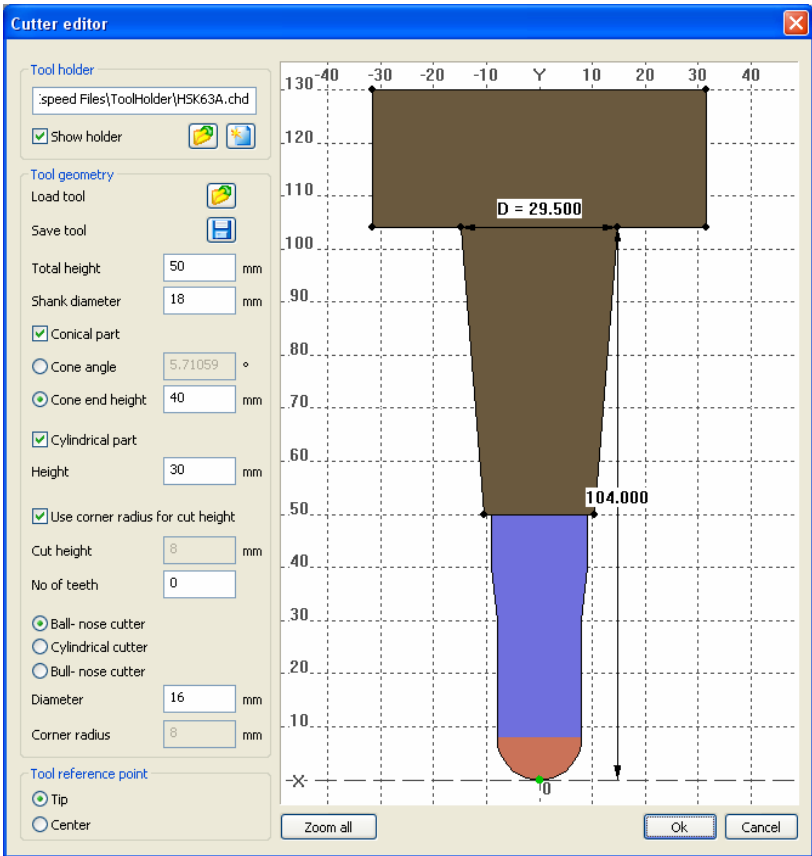 Cutter editor
Tool holder
:speed Files\ToolHolder\HSK63A.chd
Show holder
Tool geometry
Load tool
Save tool
Total height 50 mm
Shank diameter 18 mm
Conical part
Cone angle 5.71059 °
Cone end height 40 mm
Cylindrical part
Height 30 mm
Use corner radius for cut height
Cut height 8 mm
No of teeth 0
Ball- nose cutter
Cylindrical cutter
Bull- nose cutter
Diameter 16 mm
Corner radius 8 mm
Tool reference point
Tip
Center
-40 -30 -20 -10 Y 10 20 30 40
130
120
110
D = 29.500
100
90
80
70
60
104.000
50
40
30
20
10
X
0
Zoom all Ok Cancel